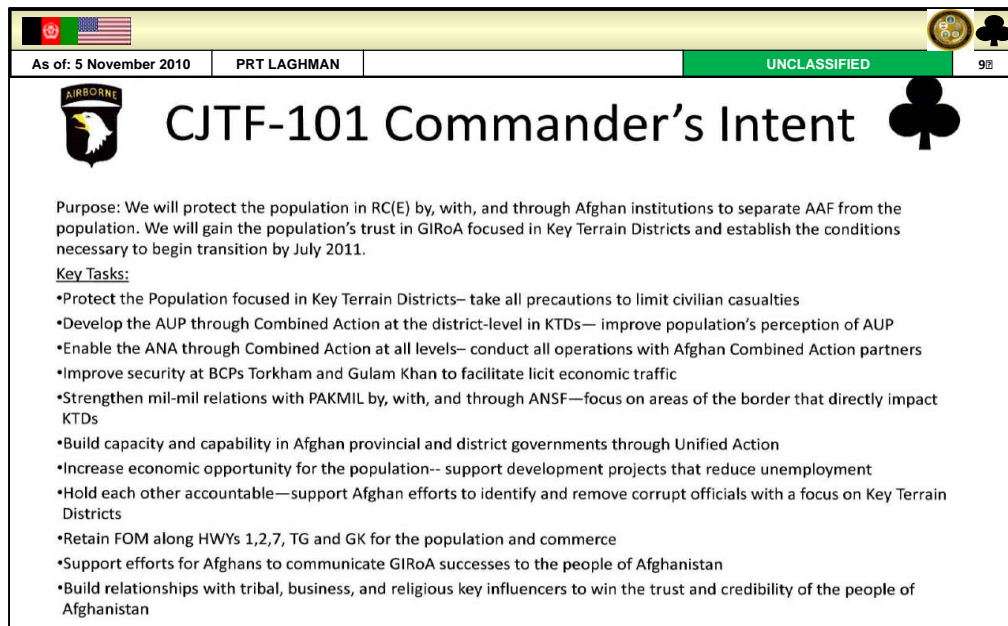 As of: 5 November 2010 PRT LAGHMAN UNCLASSIFIED 9
AIRBORNE
CJTF-101 Commander's Intent
Purpose: We will protect the population in RC(E) by, with, and through Afghan institutions to separate AAF from the
population. We will gain the population's trust in GIRoA focused in Key Terrain Districts and establish the conditions
necessary to begin transition by July 2011.
Key Tasks:
•Protect the Population focused in Key Terrain Districts– take all precautions to limit civilian casualties
•Develop the AUP through Combined Action at the district-level in KTDs— improve population's perception of AUP
•Enable the ANA through Combined Action at all levels– conduct all operations with Afghan Combined Action partners
•Improve security at BCPs Torkham and Gulam Khan to facilitate licit economic traffic
•Strengthen mil-mil relations with PAKMIL by, with, and through ANSF—focus on areas of the border that directly impact
KTDs
•Build capacity and capability in Afghan provincial and district governments through Unified Action
•Increase economic opportunity for the population-- support development projects that reduce unemployment
•Hold each other accountable—support Afghan efforts to identify and remove corrupt officials with a focus on Key Terrain
Districts
•Retain FOM along HWYs 1,2,7, TG and GK for the population and commerce
•Support efforts for Afghans to communicate GIRoA successes to the people of Afghanistan
•Build relationships with tribal, business, and religious key influencers to win the trust and credibility of the people of
Afghanistan